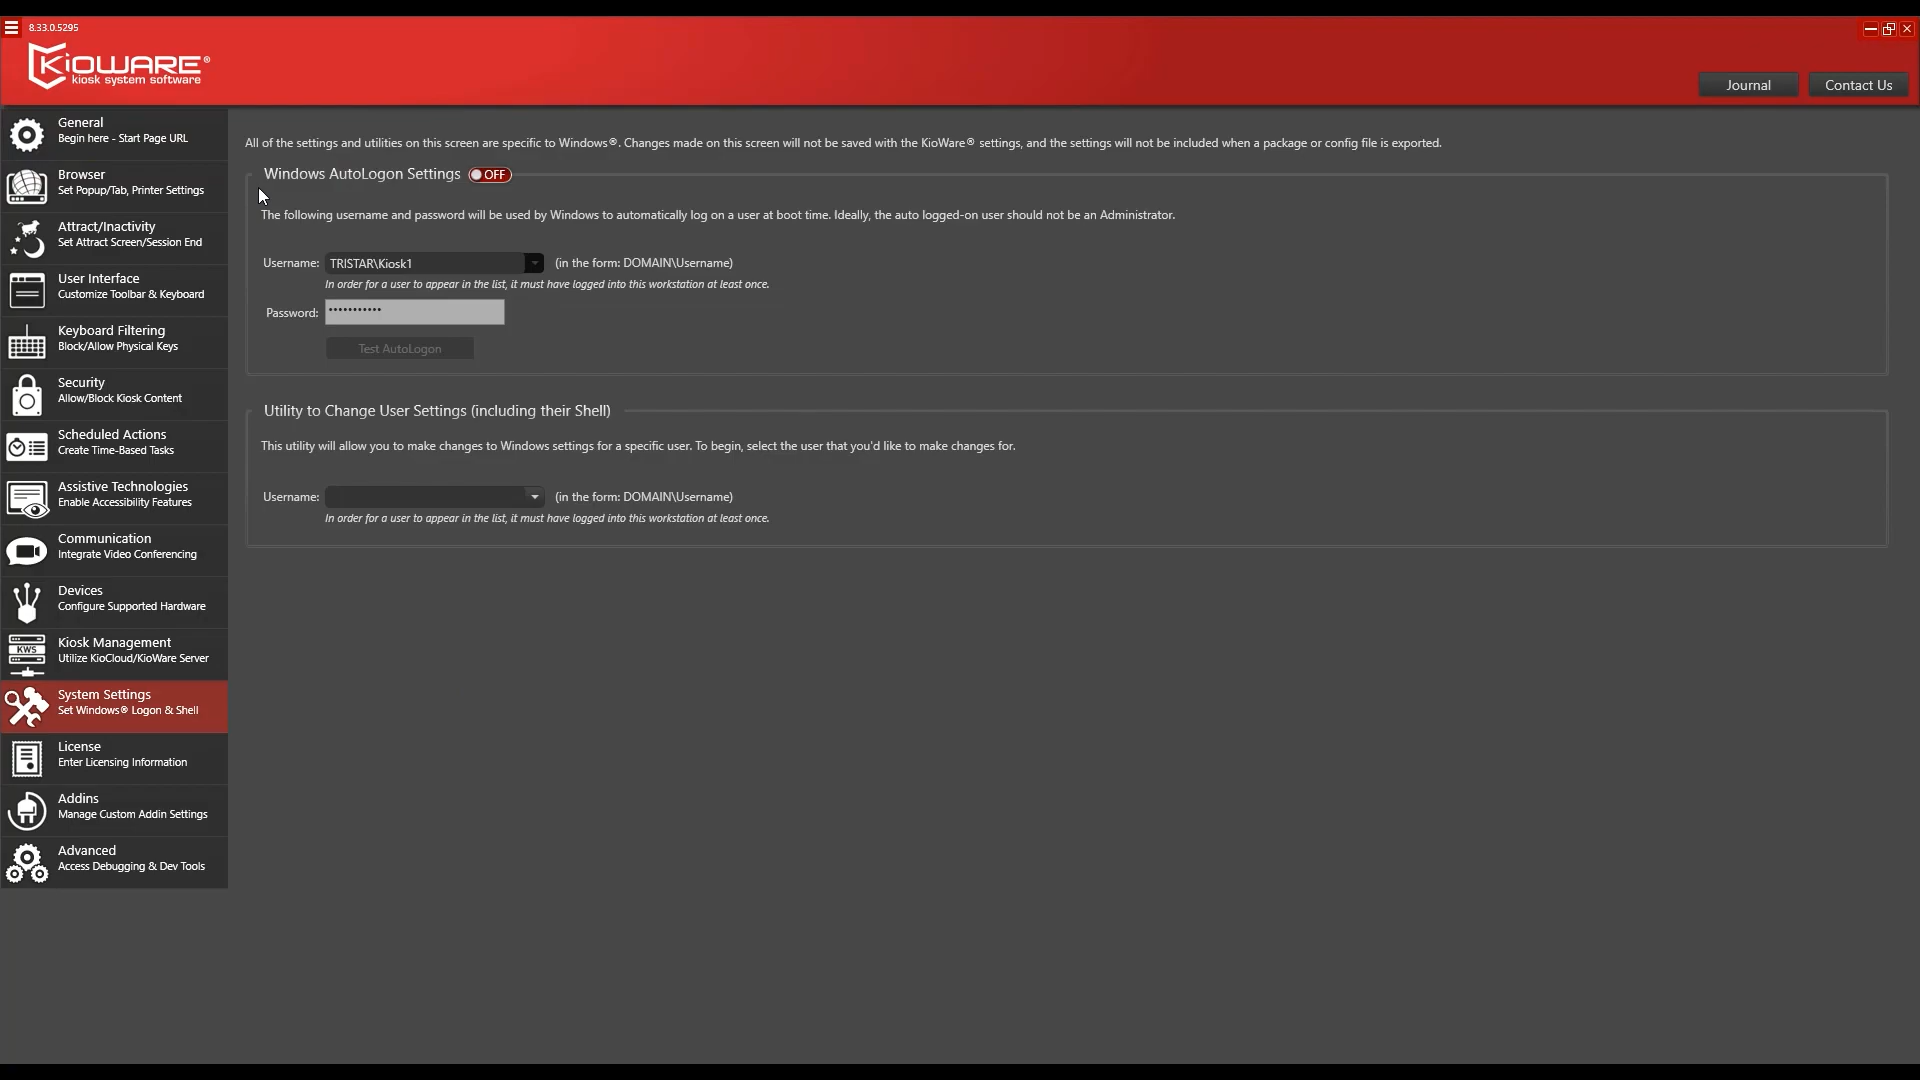 8.33.0.5295
KIOWARE®
kiosk system software
Journal
Contact Us
General
Begin here - Start Page URL
Browser
Set Popup/Tab, Printer Settings
Attract/Inactivity
Set Attract Screen/Session End
User Interface
Customize Toolbar & Keyboard
Keyboard Filtering
Block/Allow Physical Keys
Security
Allow/Block Kiosk Content
Scheduled Actions
Create Time-Based Tasks
Assistive Technologies
Enable Accessibility Features
Communication
Integrate Video Conferencing
Devices
Configure Supported Hardware
KWS
Kiosk Management
Utilize KioCloud/KioWare Server
System Settings
Set Windows® Logon & Shell
License
Enter Licensing Information
Addins
Manage Custom Addin Settings
Advanced
Access Debugging & Dev Tools
All of the settings and utilities on this screen are specific to Windows®. Changes made on this screen will not be saved with the KioWare® settings, and the settings will not be included when a package or config file is exported.
Windows AutoLogon Settings OFF
The following username and password will be used by Windows to automatically log on a user at boot time. Ideally, the auto logged-on user should not be an Administrator.
Username: TRISTAR\Kiosk1 (in the form: DOMAIN\Username)
In order for a user to appear in the list, it must have logged into this workstation at least once.
Password: •••••••••••
Test AutoLogon
Utility to Change User Settings (including their Shell)
This utility will allow you to make changes to Windows settings for a specific user. To begin, select the user that you'd like to make changes for.
Username: (in the form: DOMAIN\Username)
In order for a user to appear in the list, it must have logged into this workstation at least once.